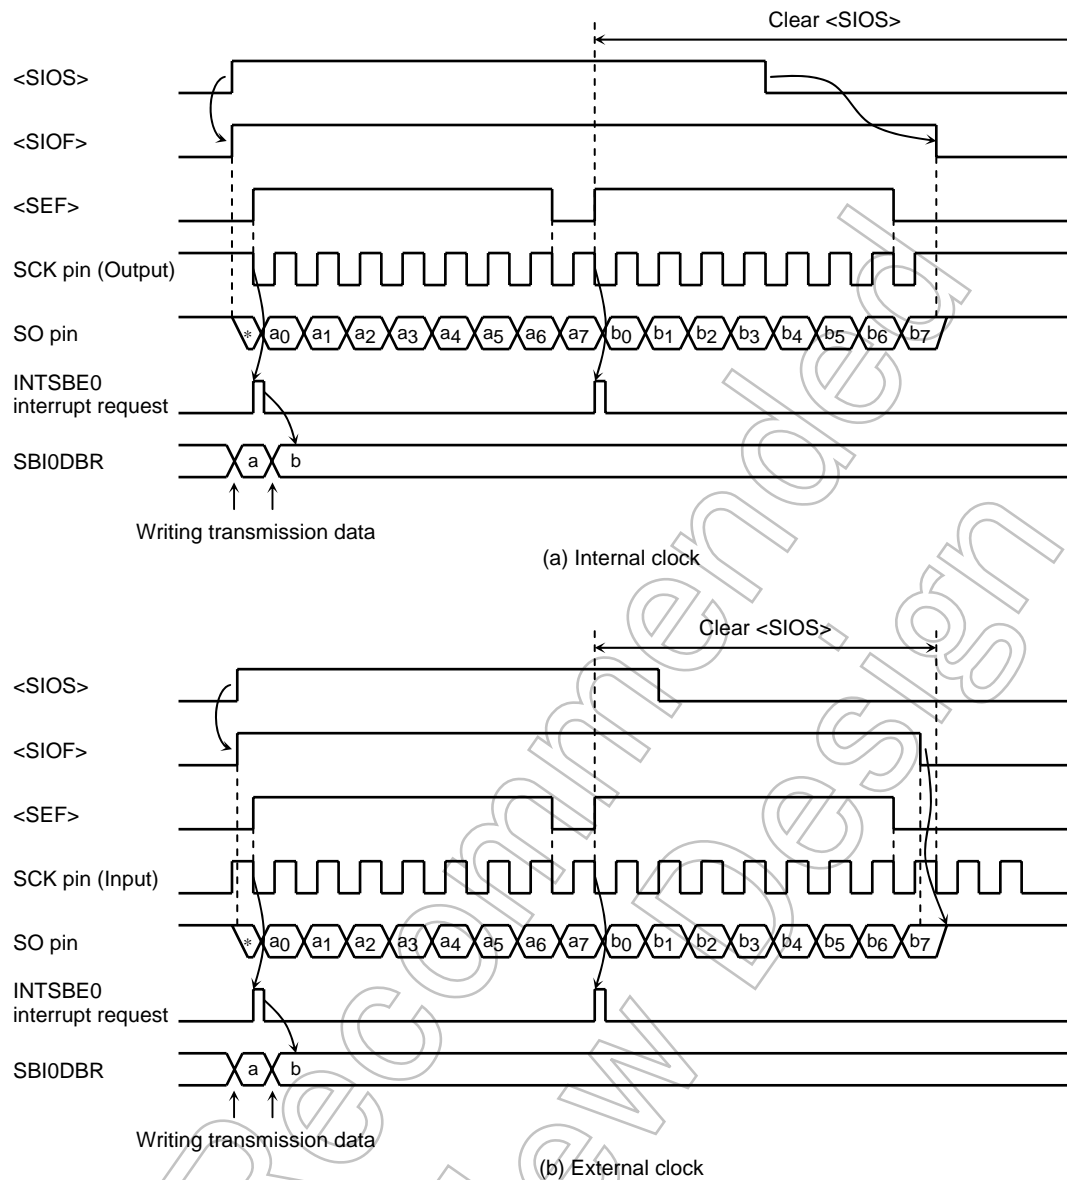 Clear <SIOS>
<SIOS>
<SIOF>
<SEF>
SCK pin (Output)
SO pin
* a0 a1 a2 a3 a4 a5 a6 a7 b0 b1 b2 b3 b4 b5 b6 b7
INTSBE0
interrupt request
SBI0DBR
a b
Writing transmission data
(a) Internal clock
Clear <SIOS>
<SIOS>
<SIOF>
<SEF>
SCK pin (Input)
SO pin
* a0 a1 a2 a3 a4 a5 a6 a7 b0 b1 b2 b3 b4 b5 b6 b7
INTSBE0
interrupt request
SBI0DBR
a b
Writing transmission data
(b) External clock
Recommended
ew Design